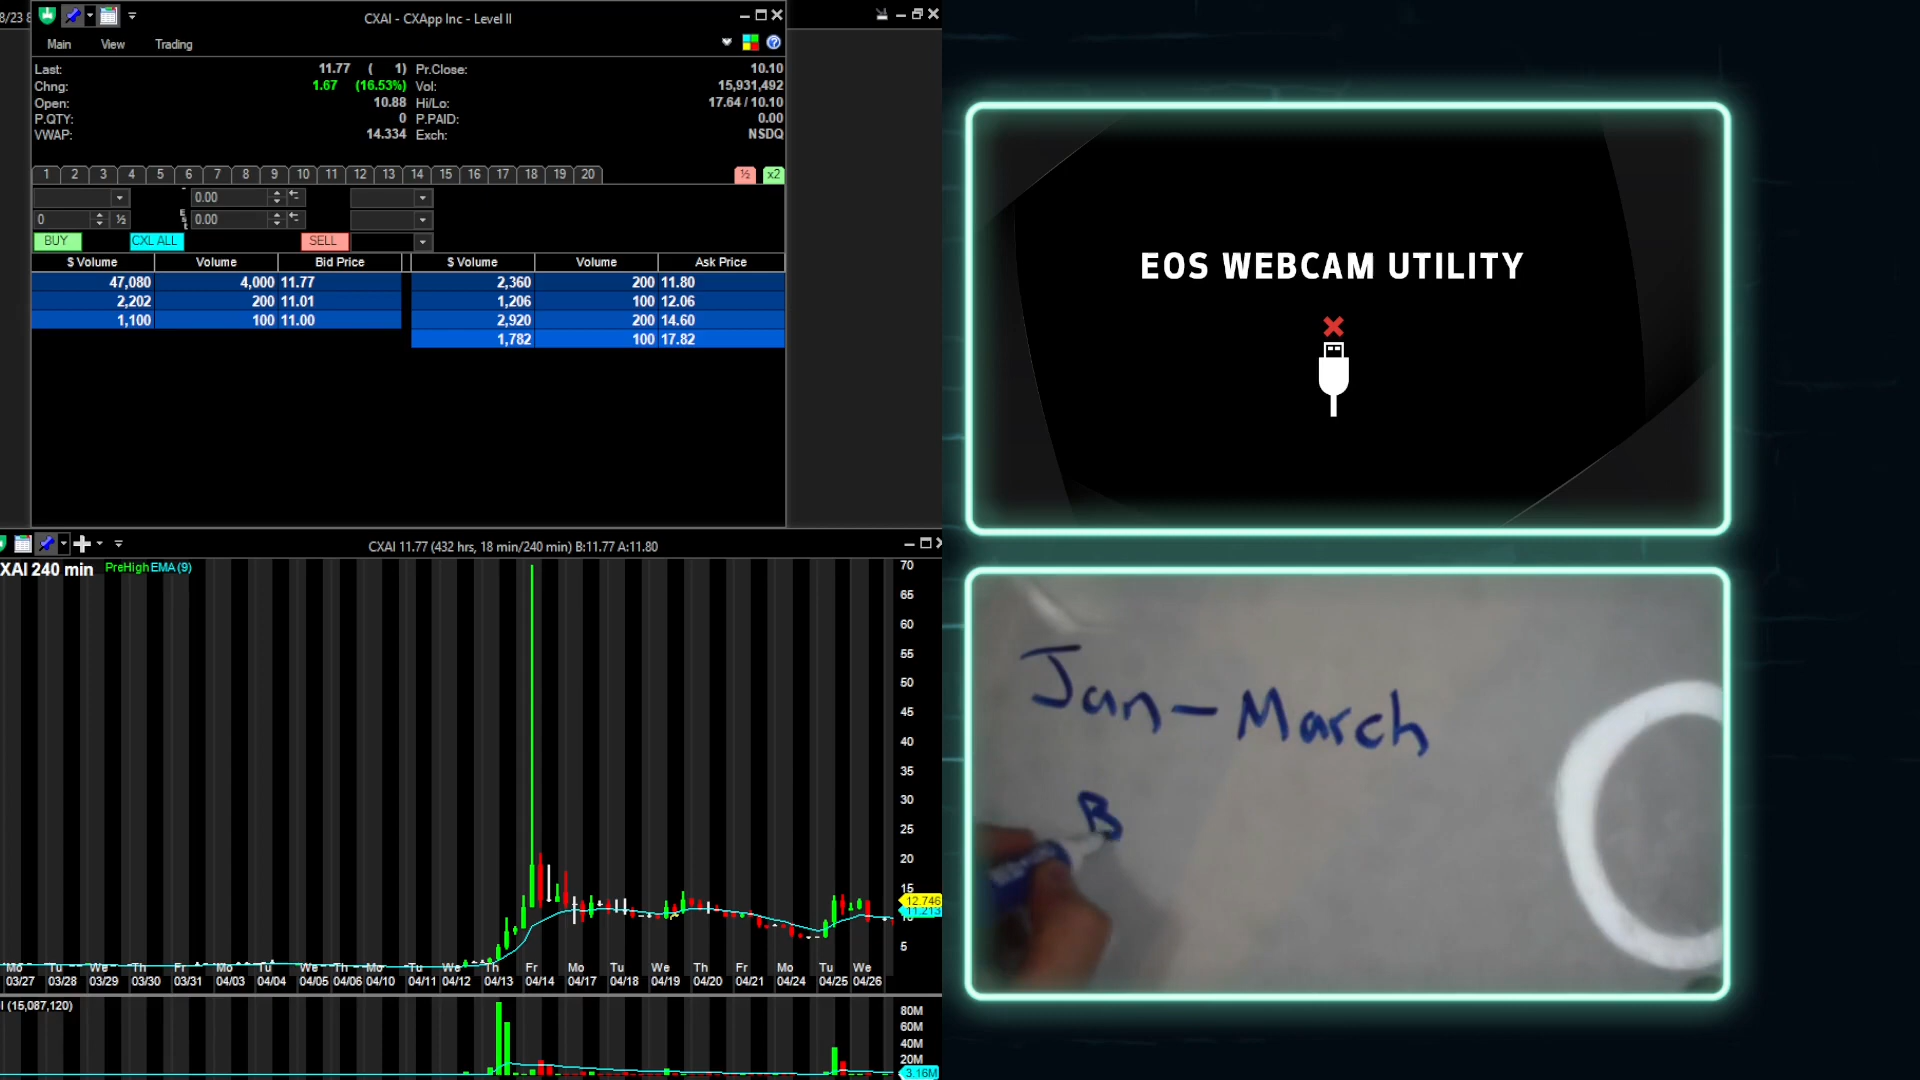 8/23 8
CXAI - CXApp Inc - Level II
Main View Trading
Last: 11.77 ( 1) Pr.Close: 10.10
Chng: 1.67 (16.53%) Vol: 15,931,492
Open: 10.88 Hi/Lo: 17.64 / 10.10
P.QTY: 0 P.PAID: 0.00
VWAP: 14.334 Exch: NSDQ
1 2 3 4 5 6 7 8 9 10 11 12 13 14 15 16 17 18 19 20 ½ x2
0.00
0 ½ 0.00
BUY CXL ALL SELL
$ Volume Volume Bid Price $ Volume Volume Ask Price
47,080 4,000 11.77 2,360 200 11.80
2,202 200 11.01 1,206 100 12.06
1,100 100 11.00 2,920 200 14.60
1,782 100 17.82
CXAI 11.77 (432 hrs, 18 min/240 min) B:11.77 A:11.80
XAI 240 min PreHigh EMA (9)
70
65
60
55
50
45
40
35
30
25
20
15
12.746
11.213
5
Mo Tu We Th Fr Mo Tu We Th Mo Tu We Th Fr Mo Tu We Th Fr Mo Tu We
03/27 03/28 03/29 03/30 03/31 04/03 04/04 04/05 04/06 04/10 04/11 04/12 04/13 04/14 04/17 04/18 04/19 04/20 04/21 04/24 04/25 04/26
I (15,087,120)
80M
60M
40M
20M
3.16M
EOS WEBCAM UTILITY
Jan - March
B